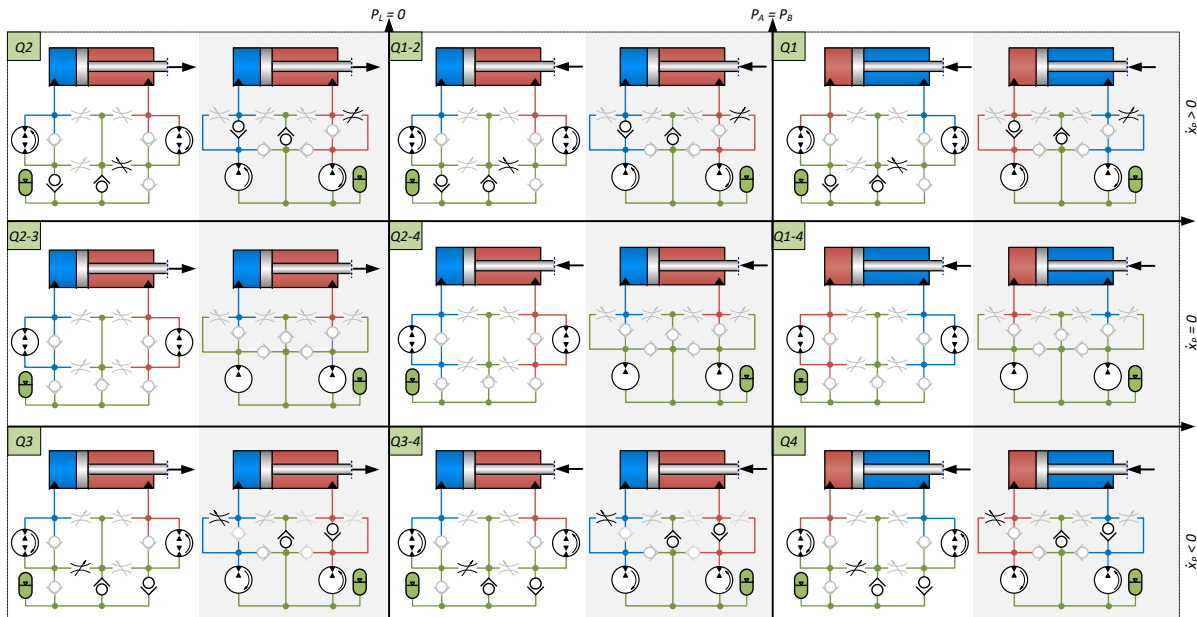 P_L = 0
P_A = P_B
Q2
Q1-2
Q1
ẋ_P > 0
Q2-3
Q2-4
Q1-4
ẋ_P = 0
Q3
Q3-4
Q4
ẋ_P < 0